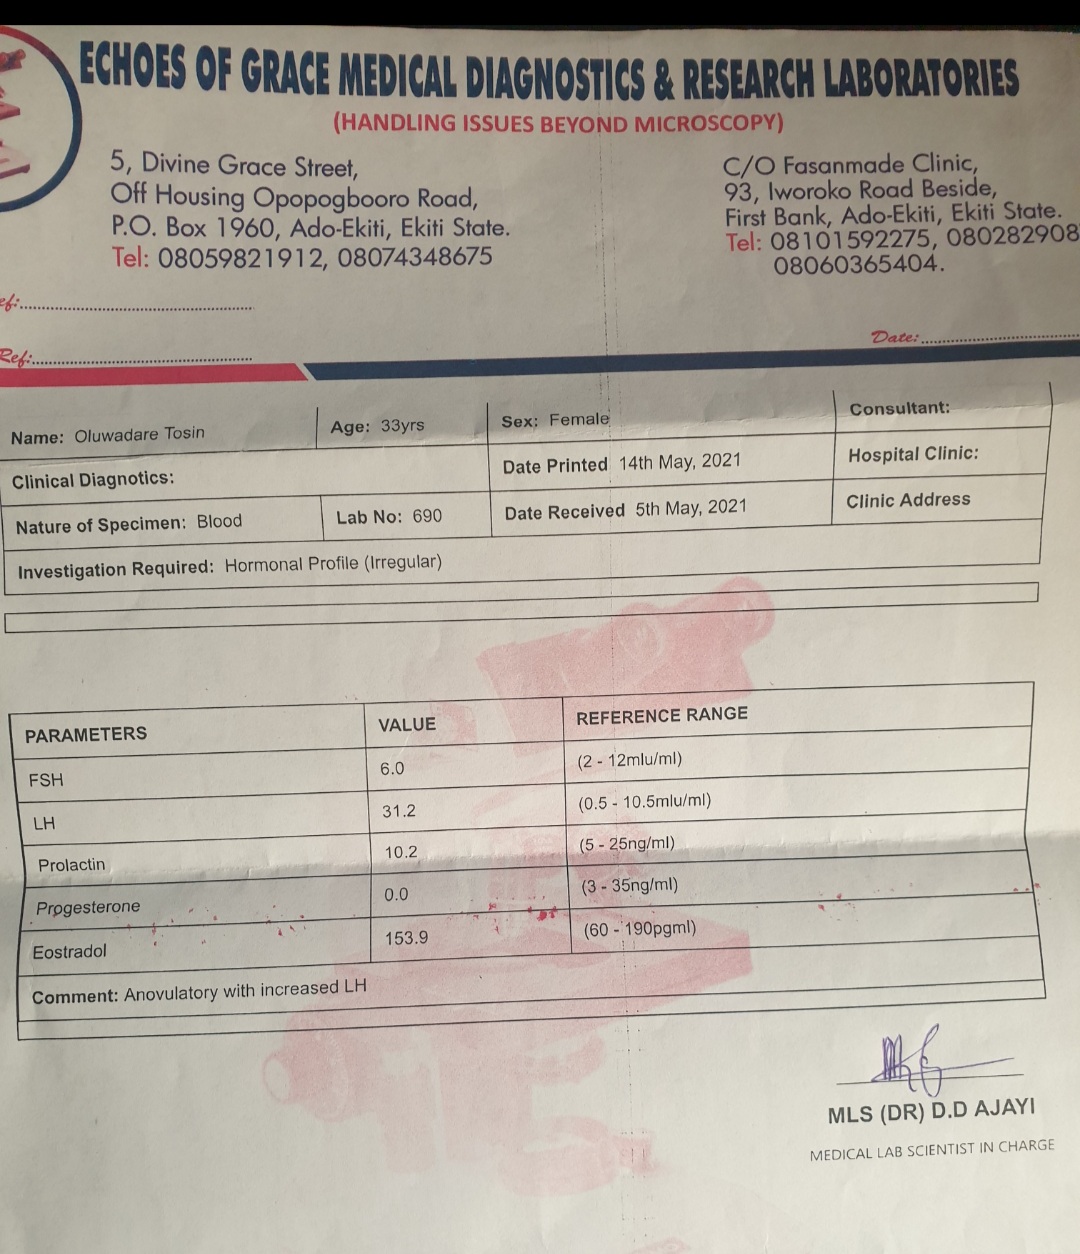 ECHOES OF GRACE MEDICAL DIAGNOSTICS & RESEARCH LABORATORIES
(HANDLING ISSUES BEYOND MICROSCOPY)
5, Divine Grace Street,
Off Housing Opopogbooro Road,
P.O. Box 1960, Ado-Ekiti, Ekiti State.
Tel: 08059821912, 08074348675
C/O Fasanmade Clinic,
93, Iworoko Road Beside,
First Bank, Ado-Ekiti, Ekiti State.
Tel: 08101592275, 080282908
08060365404.
ef:
Ref:
Date:
Name: Oluwadare Tosin Age: 33yrs Sex: Female Consultant:
Clinical Diagnotics: Date Printed 14th May, 2021 Hospital Clinic:
Nature of Specimen: Blood Lab No: 690 Date Received 5th May, 2021 Clinic Address
Investigation Required: Hormonal Profile (Irregular)
PARAMETERS VALUE REFERENCE RANGE
FSH 6.0 (2 - 12mlu/ml)
LH 31.2 (0.5 - 10.5mlu/ml)
Prolactin 10.2 (5 - 25ng/ml)
Progesterone 0.0 (3 - 35ng/ml)
Eostradol 153.9 (60 - 190pgml)
Comment: Anovulatory with increased LH
MLS (DR) D.D AJAYI
MEDICAL LAB SCIENTIST IN CHARGE